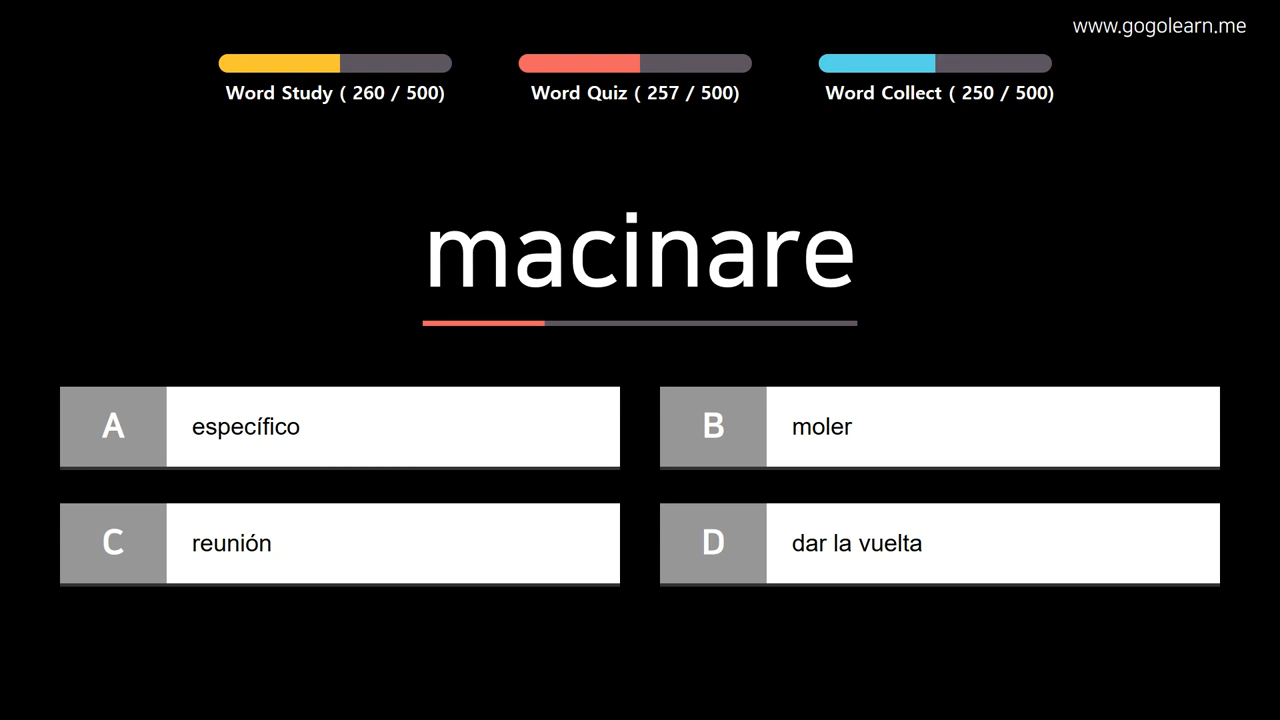 www.gogolearn.me
Word Study ( 260 / 500)
Word Quiz ( 257 / 500)
Word Collect ( 250 / 500)
macinare
A específico
B moler
C reunión
D dar la vuelta